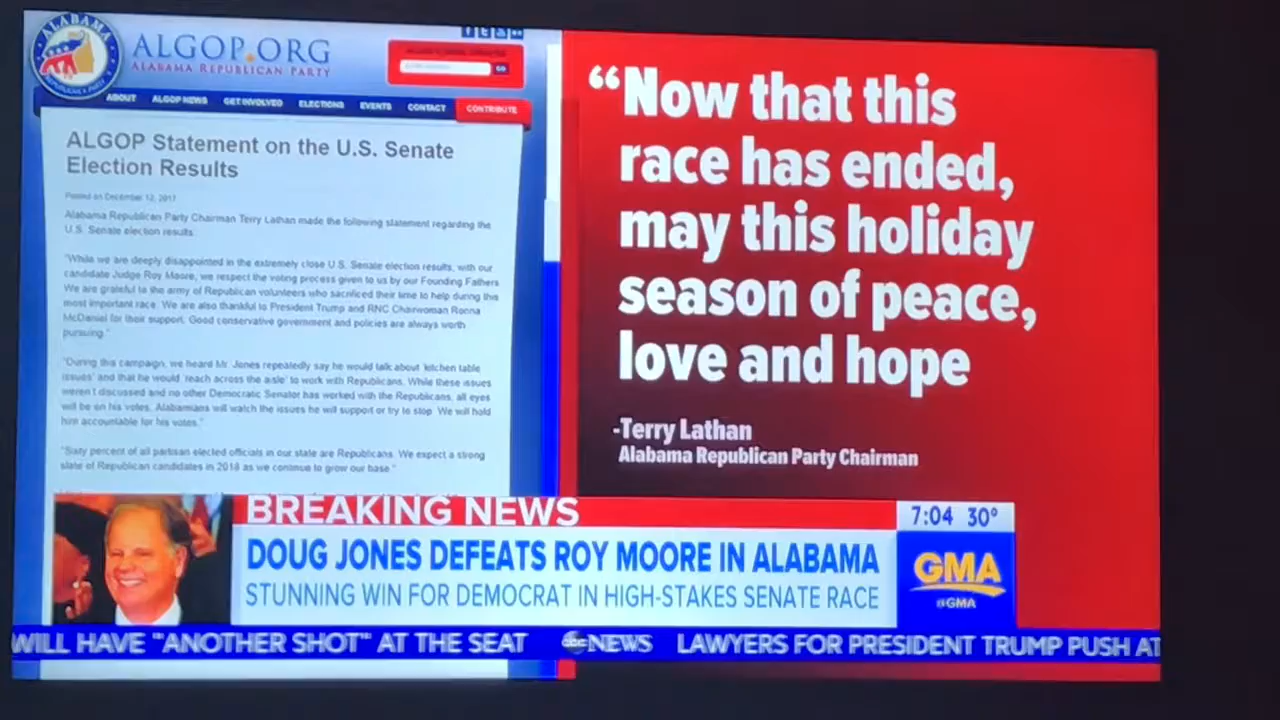 ALABAMA
ALGOP.ORG
ALABAMA REPUBLICAN PARTY
GO
ABOUT ALGOP NEWS GET INVOLVED ELECTIONS EVENTS CONTACT CONTRIBUTE
ALGOP Statement on the U.S. Senate
Election Results
Posted on December 12, 2017
Alabama Republican Party Chairman Terry Lathan made the following statement regarding the
U.S. Senate election results.
"While we are deeply disappointed in the extremely close U.S. Senate election results, with our
candidate Judge Roy Moore, we respect the voting process given to us by our Founding Fathers
We are grateful to the army of Republican volunteers who sacrificed their time to help during this
most important race. We are also thankful to President Trump and RNC Chairwoman Ronna
McDaniel for their support. Good conservative government and policies are always worth
pursuing."
"During this campaign, we heard Mr. Jones repeatedly say he would talk about 'kitchen table
issues' and that he would 'reach across the aisle' to work with Republicans. While these issues
weren't discussed and no other Democratic Senator has worked with the Republicans, all eyes
will be on his votes. Alabamians will watch the issues he will support or try to stop. We will hold
him accountable for his votes."
"Sixty percent of all partisan elected officials in our state are Republicans. We expect a strong
slate of Republican candidates in 2018 as we continue to grow our base."
“Now that this
race has ended,
may this holiday
season of peace,
love and hope
-Terry Lathan
Alabama Republican Party Chairman
BREAKING NEWS
DOUG JONES DEFEATS ROY MOORE IN ALABAMA
STUNNING WIN FOR DEMOCRAT IN HIGH-STAKES SENATE RACE
7:04 30°
GMA
#GMA
WILL HAVE "ANOTHER SHOT" AT THE SEAT abc NEWS LAWYERS FOR PRESIDENT TRUMP PUSH AT